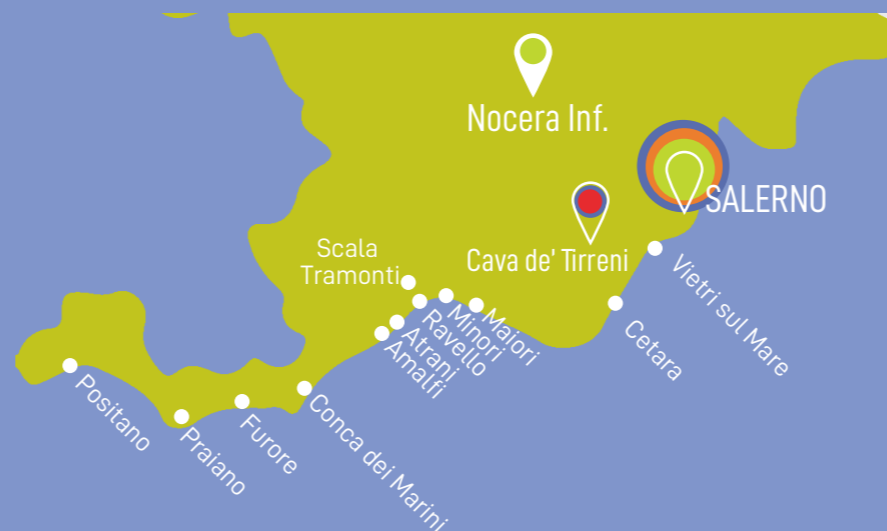 Nocera Inf.
SALERNO
Cava de' Tirreni
Scala
Tramonti
Vietri sul Mare
Cetara
Maiori
Minori
Ravello
Atrani
Amalfi
Conca dei Marini
Furore
Praiano
Positano